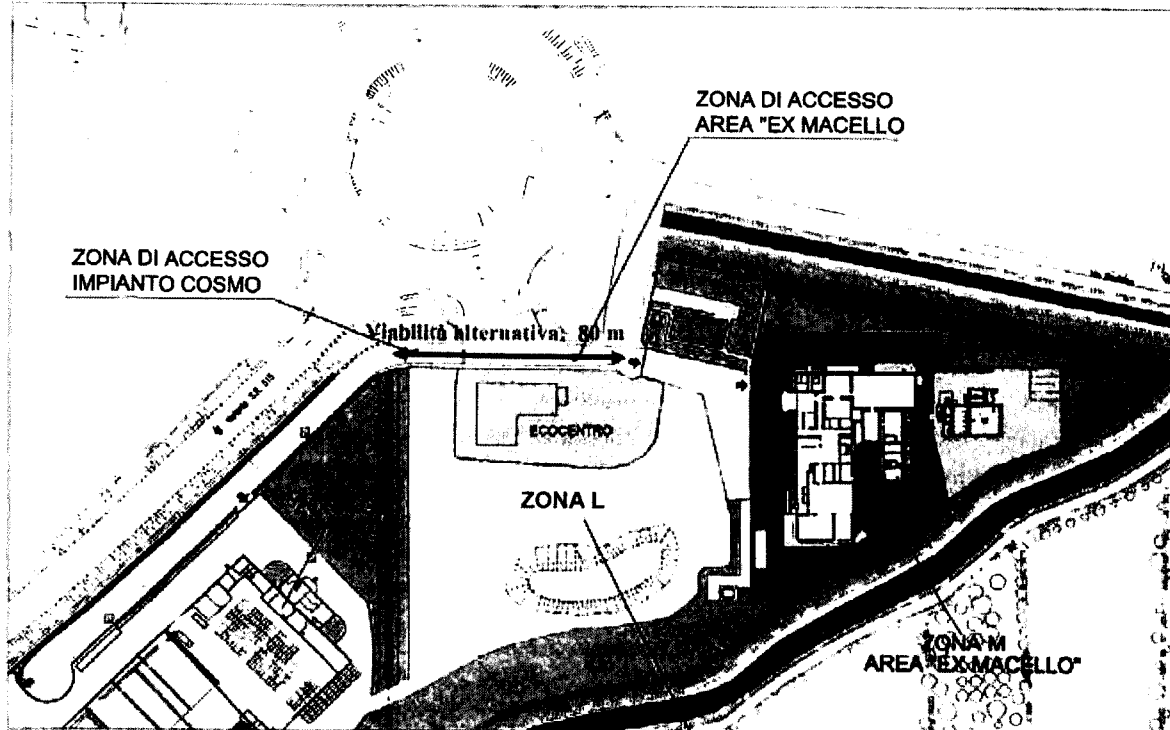 ZONA DI ACCESSO
AREA "EX MACELLO
ZONA DI ACCESSO
IMPIANTO COSMO
Viabilità alternativa: 80 m
ECOCENTRO
ZONA L
ZONA M
AREA "EX MACELLO"